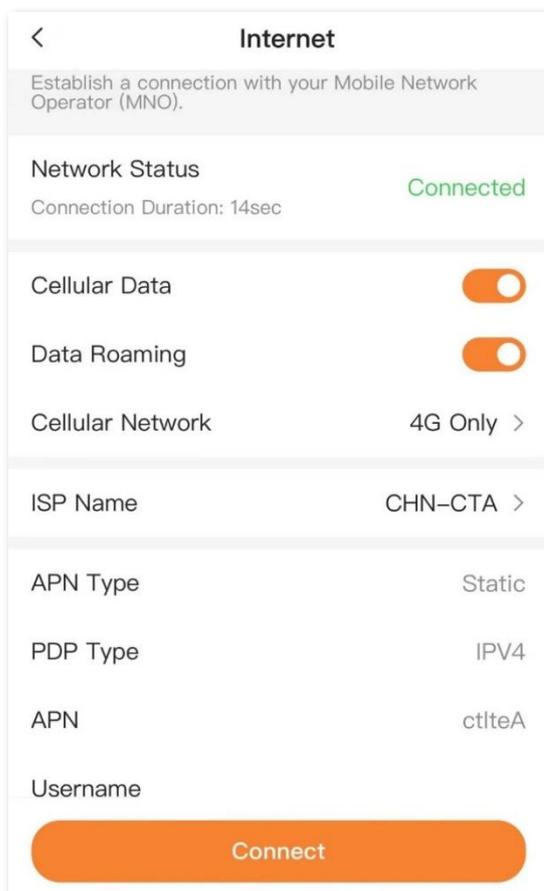 Internet
Establish a connection with your Mobile Network
Operator (MNO).
Network Status
Connected
Connection Duration: 14sec
Cellular Data
Data Roaming
Cellular Network 4G Only >
ISP Name CHN-CTA >
APN Type Static
PDP Type IPV4
APN ctlteA
Username
Connect